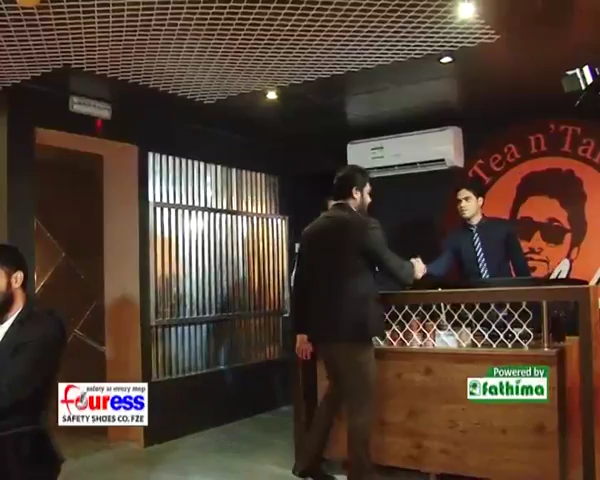 Tea n' Ta
safety at every step
fouress
SAFETY SHOES CO. FZE
Powered by
fathima